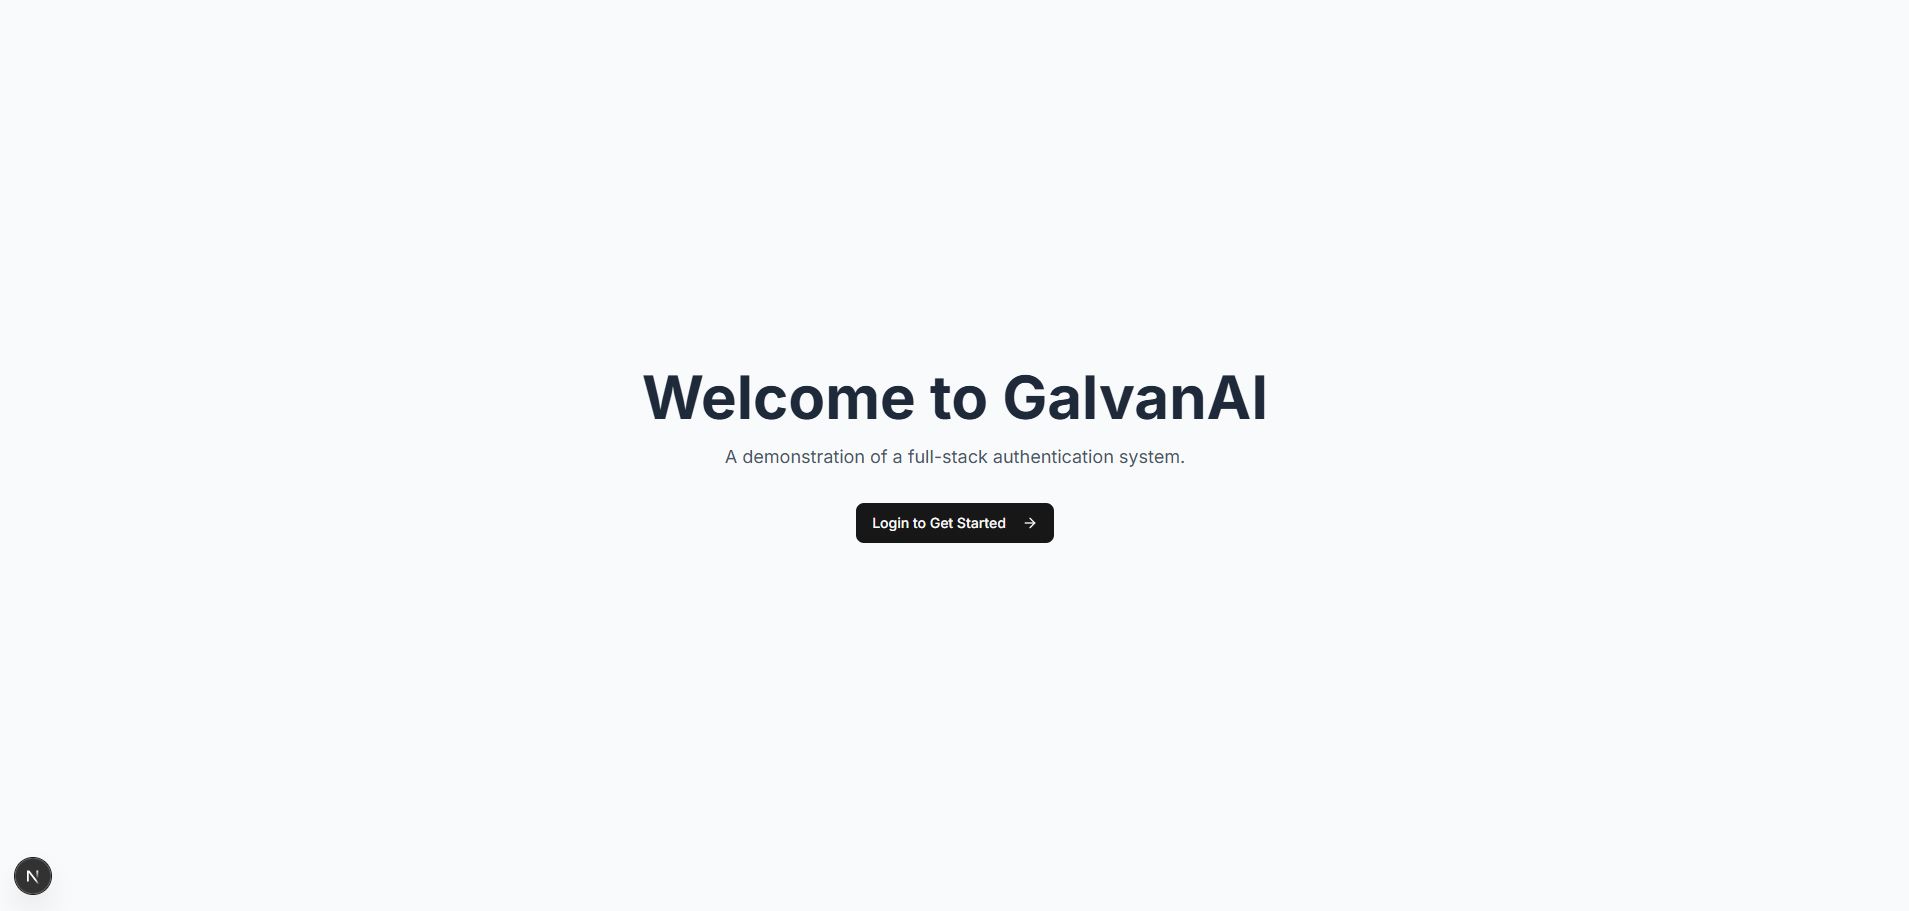 Welcome to GalvanAI
A demonstration of a full-stack authentication system.
Login to Get Started
N